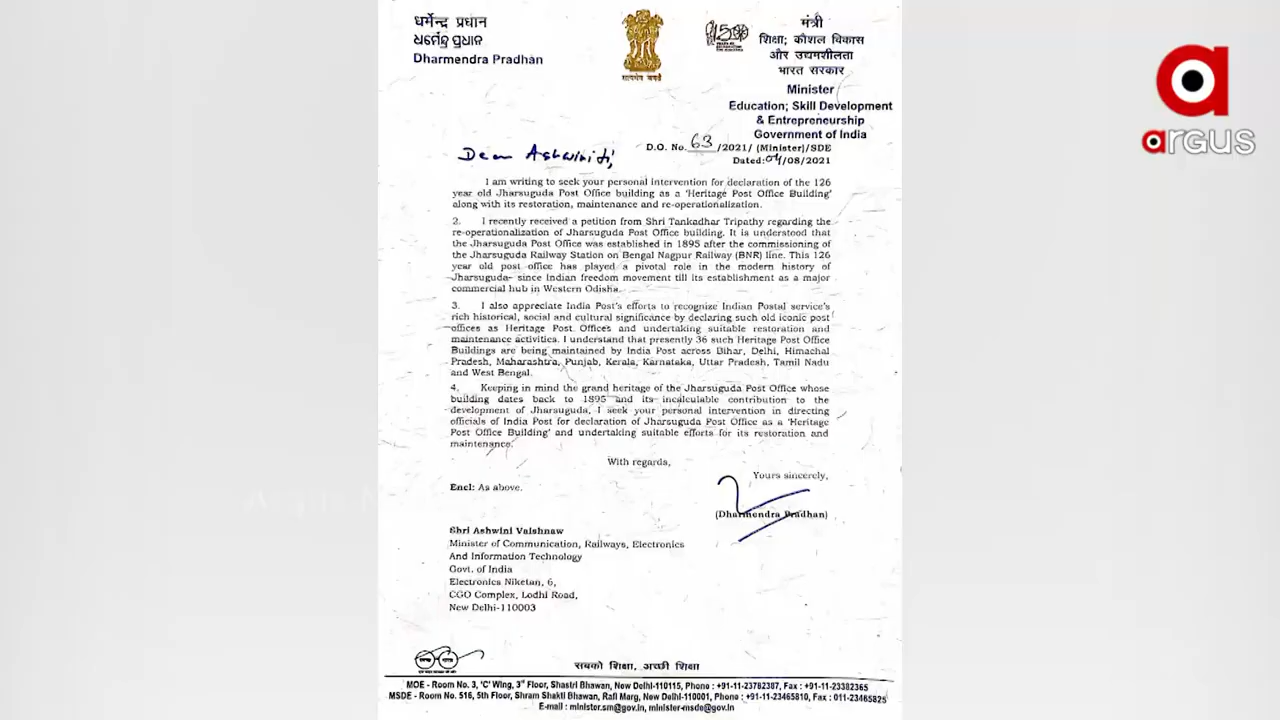 धर्मेन्द्र प्रधान
ଧର୍ମେନ୍ଦ୍ର ପ୍ରଧାନ
Dharmendra Pradhan
सत्यमेव जयते
मंत्री
शिक्षा; कौशल विकास
और उद्यमशीलता
भारत सरकार
Minister
Education; Skill Development
& Entrepreneurship
Government of India
argus
D.O. No. 63/2021/ (Minister)/SDE
Dated: 04/08/2021
Dear Ashwini ji,
I am writing to seek your personal intervention for declaration of the 126
year old Jharsuguda Post Office building as a 'Heritage Post Office Building'
along with its restoration, maintenance and re-operationalization.
2. I recently received a petition from Shri Tankadhar Tripathy regarding the
re-operationalization of Jharsuguda Post Office building. It is understood that
the Jharsuguda Post Office was established in 1895 after the commissioning of
the Jharsuguda Railway Station on Bengal Nagpur Railway (BNR) line. This 126
year old post office has played a pivotal role in the modern history of
Jharsuguda- since Indian freedom movement till its establishment as a major
commercial hub in Western Odisha.
3. I also appreciate India Post's efforts to recognize Indian Postal service's
rich historical, social and cultural significance by declaring such old iconic post
offices as Heritage Post Offices and undertaking suitable restoration and
maintenance activities. I understand that presently 36 such Heritage Post Office
Buildings are being maintained by India Post across Bihar, Delhi, Himachal
Pradesh, Maharashtra, Punjab, Kerala, Karnataka, Uttar Pradesh, Tamil Nadu
and West Bengal.
4. Keeping in mind the grand heritage of the Jharsuguda Post Office whose
building dates back to 1895 and its incalculable contribution to the
development of Jharsuguda, I seek your personal intervention in directing
officials of India Post for declaration of Jharsuguda Post Office as a 'Heritage
Post Office Building' and undertaking suitable efforts for its restoration and
maintenance.
With regards,
Yours sincerely,
Encl: As above.
(Dharmendra Pradhan)
Shri Ashwini Vaishnaw
Minister of Communication, Railways, Electronics
And Information Technology
Govt. of India
Electronics Niketan, 6,
CGO Complex, Lodhi Road,
New Delhi-110003
सबको शिक्षा, अच्छी शिक्षा
MOE - Room No. 3, 'C' Wing, 3rd Floor, Shastri Bhawan, New Delhi-110115, Phone : +91-11-23782387, Fax : +91-11-23382365
MSDE - Room No. 516, 5th Floor, Shram Shakti Bhawan, Rafi Marg, New Delhi-110001, Phone : +91-11-23465810, Fax : 011-23465825
E-mail : minister.sm@gov.in, minister-msde@gov.in